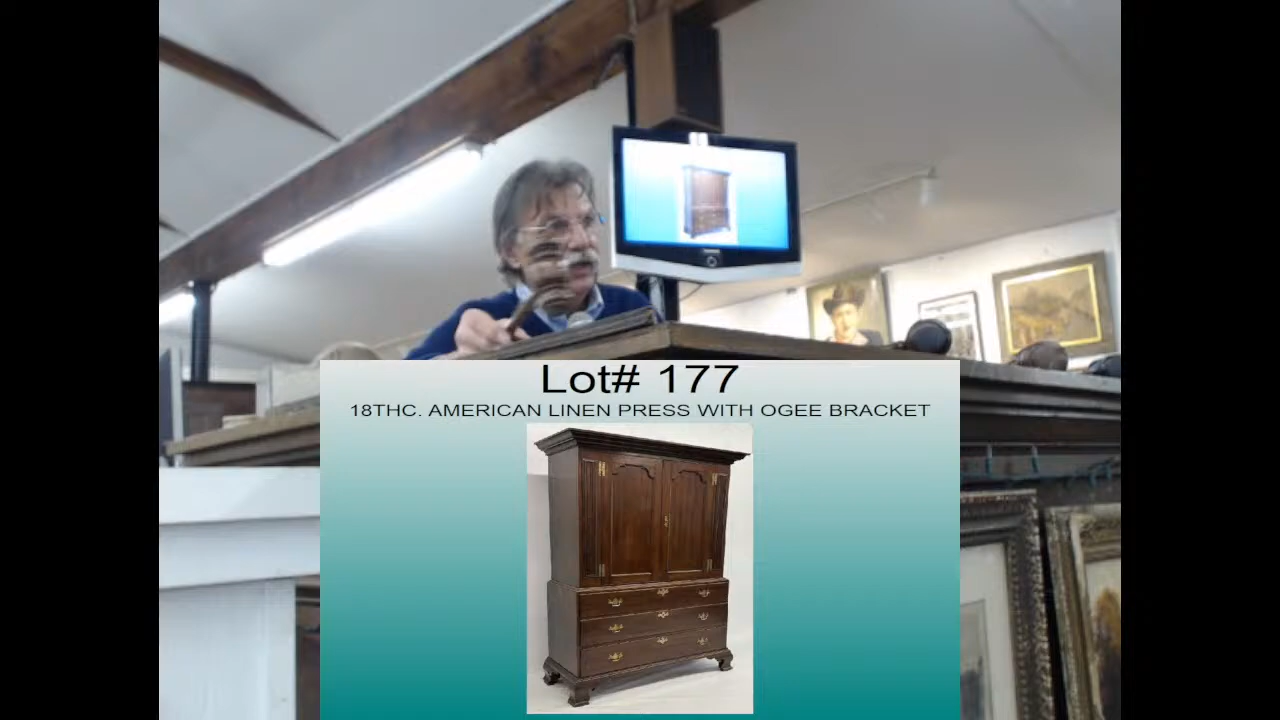 Lot# 177
18THC. AMERICAN LINEN PRESS WITH OGEE BRACKET